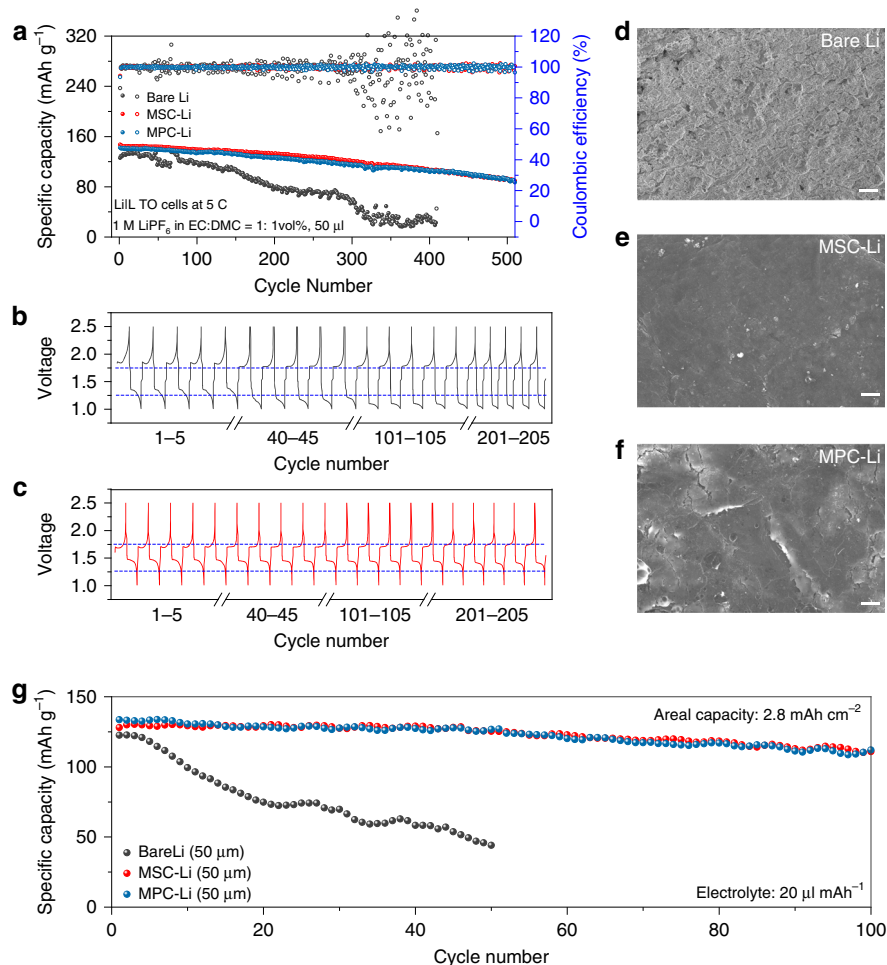 a
320
240
160
80
0
Specific capacity (mAh g⁻¹)
120
100
80
60
40
20
0
Coulombic efficiency (%)
Bare Li
MSC-Li
MPC-Li
LiIL TO cells at 5 C
1 M LiPF₆ in EC:DMC = 1: 1vol%, 50 µl
0 100 200 300 400 500
Cycle Number
b
2.5
2.0
1.5
1.0
Voltage
1–5 40–45 101–105 201–205
Cycle number
c
2.5
2.0
1.5
1.0
Voltage
1–5 40–45 101–105 201–205
Cycle number
d
Bare Li
e
MSC-Li
f
MPC-Li
g
150
100
50
0
Specific capacity (mAh g⁻¹)
Areal capacity: 2.8 mAh cm⁻²
BareLi (50 µm)
MSC-Li (50 µm)
MPC-Li (50 µm)
Electrolyte: 20 µl mAh⁻¹
0 20 40 60 80 100
Cycle number